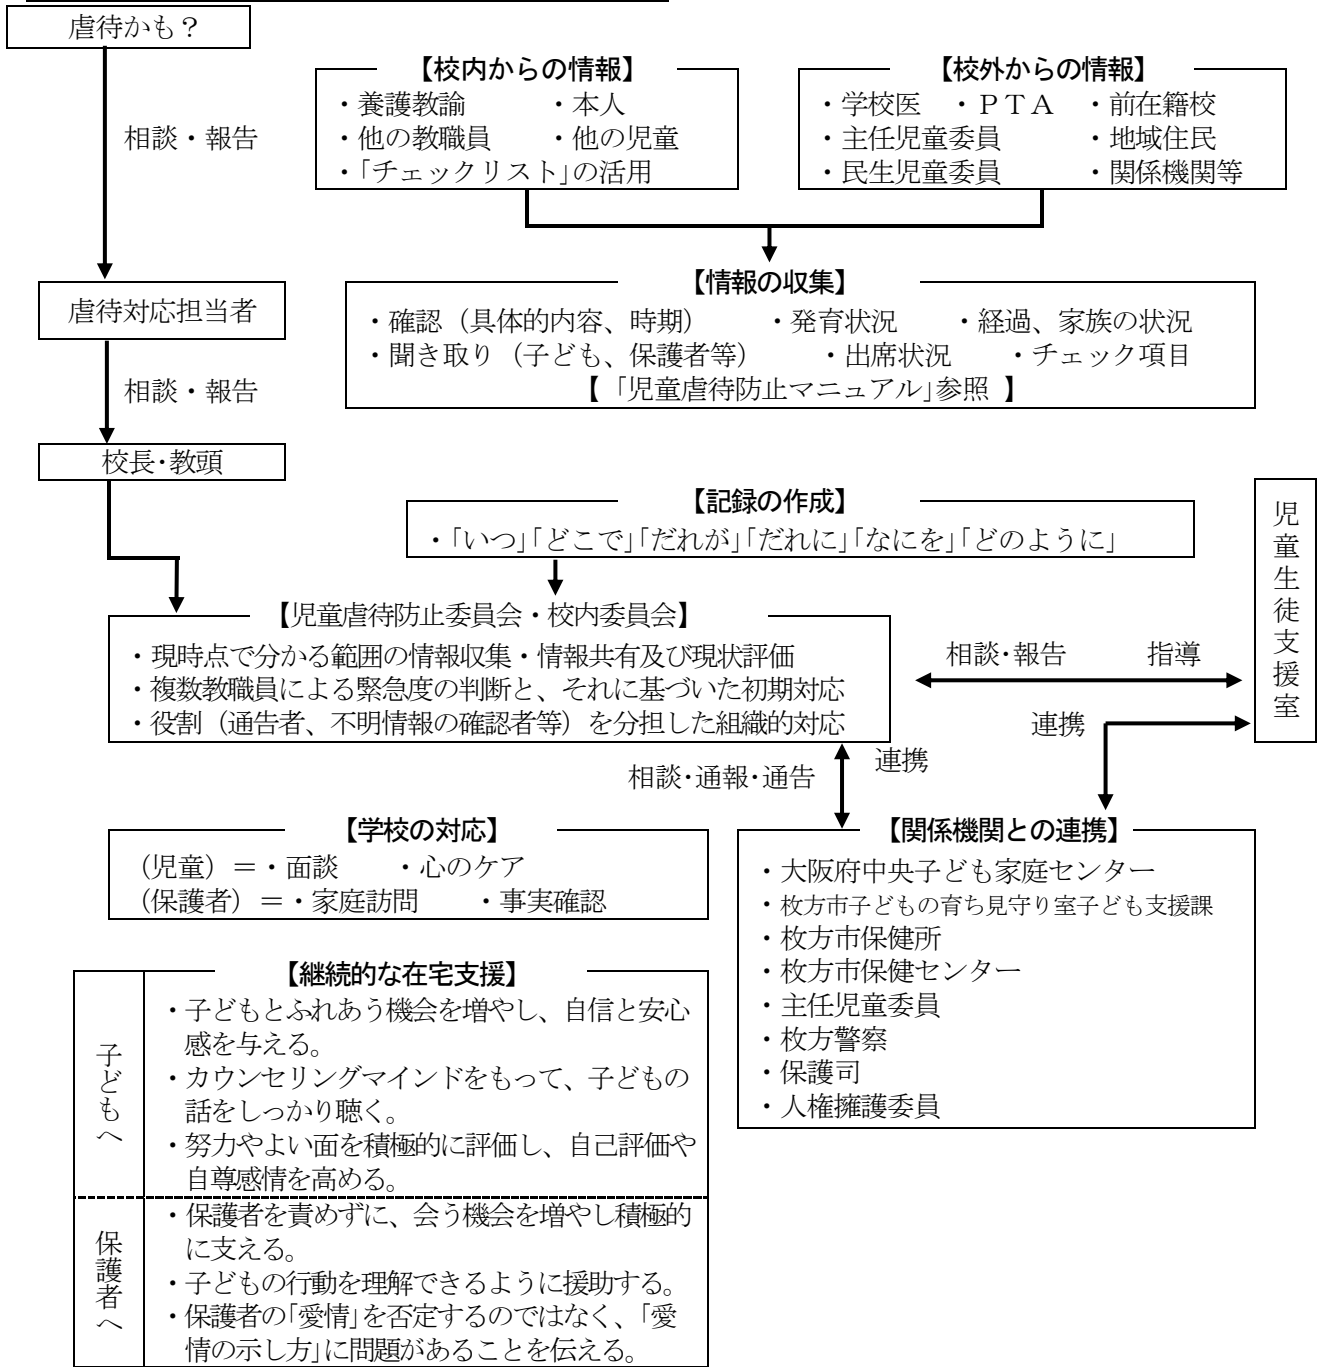 虐待かも？
相談・報告
虐待対応担当者
相談・報告
校長・教頭
【校内からの情報】
・養護教諭　・本人
・他の教職員　・他の児童
・「チェックリスト」の活用
【校外からの情報】
・学校医　・ＰＴＡ　・前在籍校
・主任児童委員　・地域住民
・民生児童委員　・関係機関等
【情報の収集】
・確認（具体的内容、時期）　・発育状況　・経過、家族の状況
・聞き取り（子ども、保護者等）　・出席状況　・チェック項目
【「児童虐待防止マニュアル」参照 】
【記録の作成】
・「いつ」「どこで」「だれが」「だれに」「なにを」「どのように」
【児童虐待防止委員会・校内委員会】
・現時点で分かる範囲の情報収集・情報共有及び現状評価
・複数教職員による緊急度の判断と、それに基づいた初期対応
・役割（通告者、不明情報の確認者等）を分担した組織的対応
相談・報告　指導
児童生徒支援室
連携
相談・通報・通告
連携
【学校の対応】
（児童）＝・面談　・心のケア
（保護者）＝・家庭訪問　・事実確認
【関係機関との連携】
・大阪府中央子ども家庭センター
・枚方市子どもの育ち見守り室子ども支援課
・枚方市保健所
・枚方市保健センター
・主任児童委員
・枚方警察
・保護司
・人権擁護委員
【継続的な在宅支援】
子どもへ
・子どもとふれあう機会を増やし、自信と安心
感を与える。
・カウンセリングマインドをもって、子どもの
話をしっかり聴く。
・努力やよい面を積極的に評価し、自己評価や
自尊感情を高める。
保護者へ
・保護者を責めずに、会う機会を増やし積極的
に支える。
・子どもの行動を理解できるように援助する。
・保護者の「愛情」を否定するのではなく、「愛
情の示し方」に問題があることを伝える。